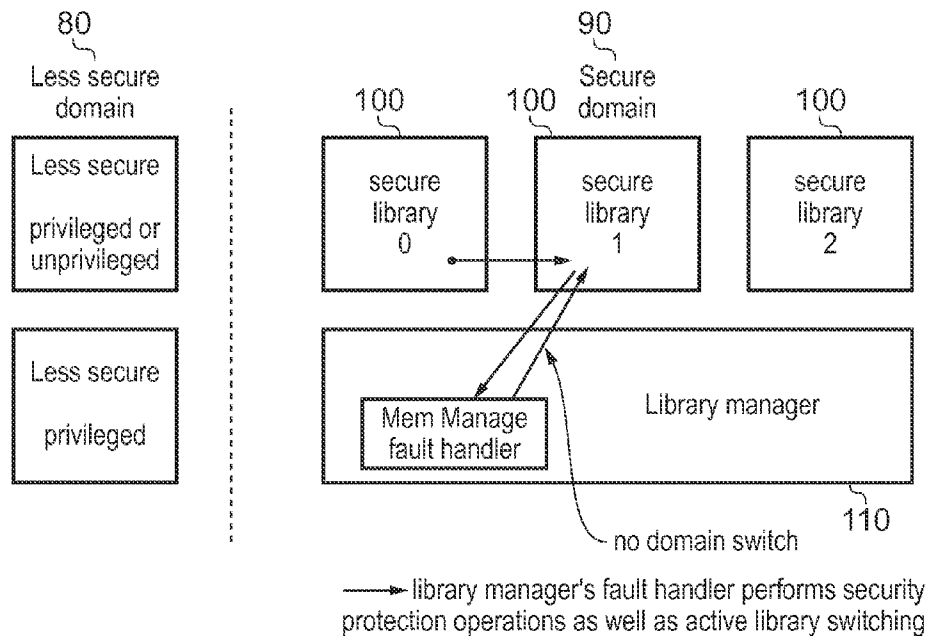 80
Less secure
domain
90
Secure
domain
100
100
100
Less secure
privileged or
unprivileged
secure
library
0
secure
library
1
secure
library
2
Less secure
privileged
Mem Manage
fault handler
Library manager
110
no domain switch
library manager's fault handler performs security
protection operations as well as active library switching